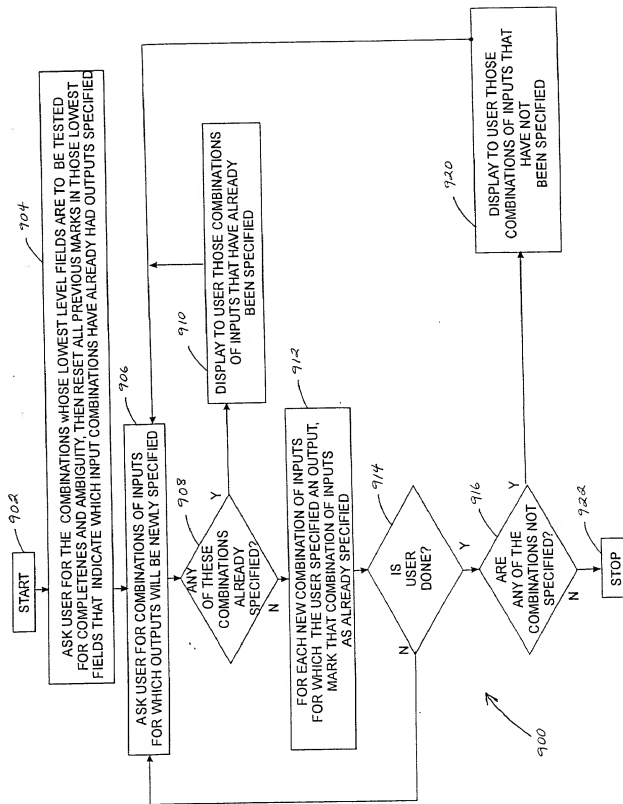 902
START
904
ASK USER FOR THE COMBINATIONS WHOSE LOWEST LEVEL FIELDS ARE TO BE TESTED
FOR COMPLETENES AND AMBIGUITY, THEN RESET ALL PREVIOUS MARKS IN THOSE LOWEST
FIELDS THAT INDICATE WHICH INPUT COMBINATIONS HAVE ALREADY HAD OUTPUTS SPECIFIED
906
ASK USER FOR COMBINATIONS OF INPUTS
FOR WHICH OUTPUTS WILL BE NEWLY SPECIFIED
908
ANY
OF THESE
COMBINATIONS
ALREADY
SPECIFIED?
Y
N
910
DISPLAY TO USER THOSE COMBINATIONS
OF INPUTS THAT HAVE ALREADY
BEEN SPECIFIED
912
FOR EACH NEW COMBINATION OF INPUTS
FOR WHICH THE USER SPECIFIED AN OUTPUT,
MARK THAT COMBINATION OF INPUTS
AS ALREADY SPECIFIED
914
IS
USER
DONE?
N
Y
916
ARE
ANY OF THE
COMBINATIONS NOT
SPECIFIED?
Y
N
920
DISPLAY TO USER THOSE
COMBINATIONS OF INPUTS THAT
HAVE NOT
BEEN SPECIFIED
922
STOP
900